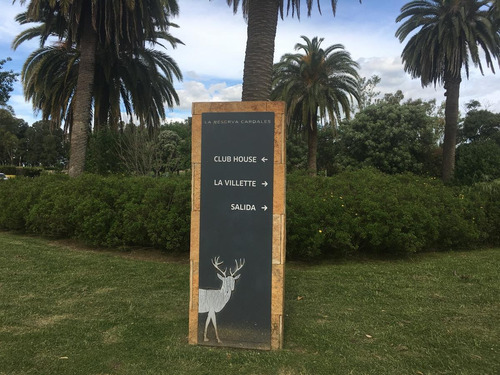 LA RESERVA CARDALES
CLUB HOUSE ←
LA VILLETTE →
SALIDA →